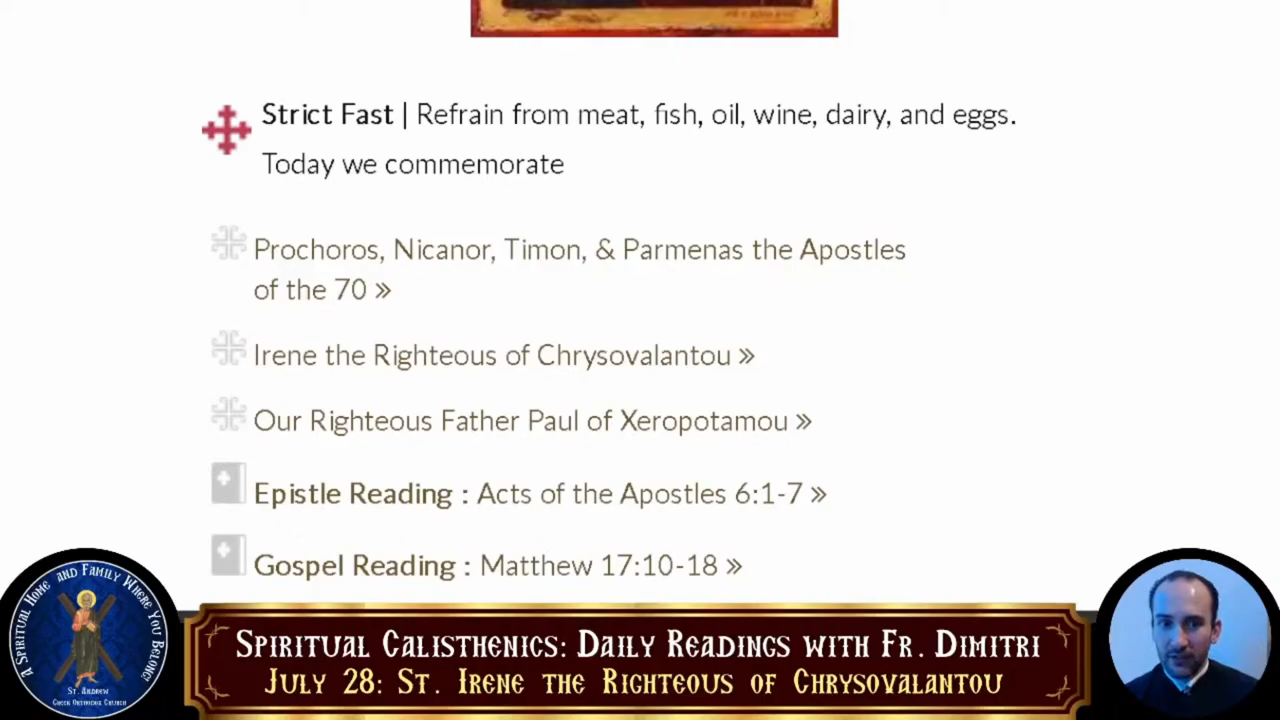 Strict Fast | Refrain from meat, fish, oil, wine, dairy, and eggs.
Today we commemorate
Prochoros, Nicanor, Timon, & Parmenas the Apostles
of the 70 »
Irene the Righteous of Chrysovalantou »
Our Righteous Father Paul of Xeropotamou »
Epistle Reading : Acts of the Apostles 6:1-7 »
Gospel Reading : Matthew 17:10-18 »
A Spiritual Home and Family Where You Belong!
St. Andrew
Greek Orthodox Church
Spiritual Calisthenics: Daily Readings with Fr. Dimitri
July 28: St. Irene the Righteous of Chrysovalantou